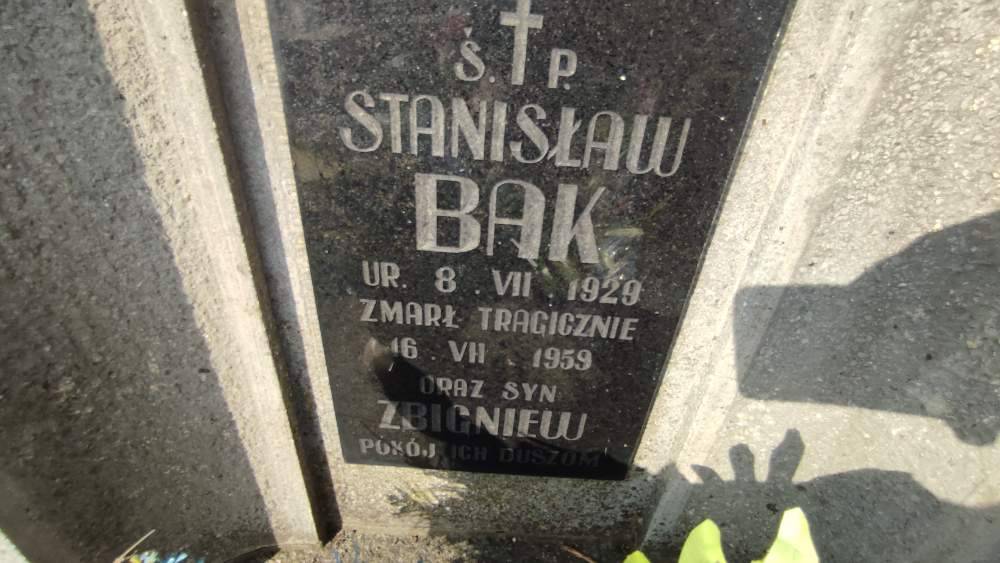 Ś. P.
STANISŁAW
BĄK
UR. 8. VII. 1929
ZMARŁ TRAGICZNIE
16. VII. 1959
ORAZ SYN
ZBIGNIEW
POKÓJ ICH DUSZOM